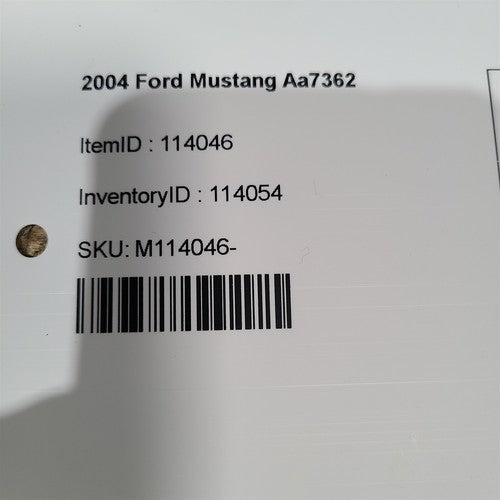 2004 Ford Mustang Aa7362
ItemID : 114046
InventoryID : 114054
SKU: M114046-